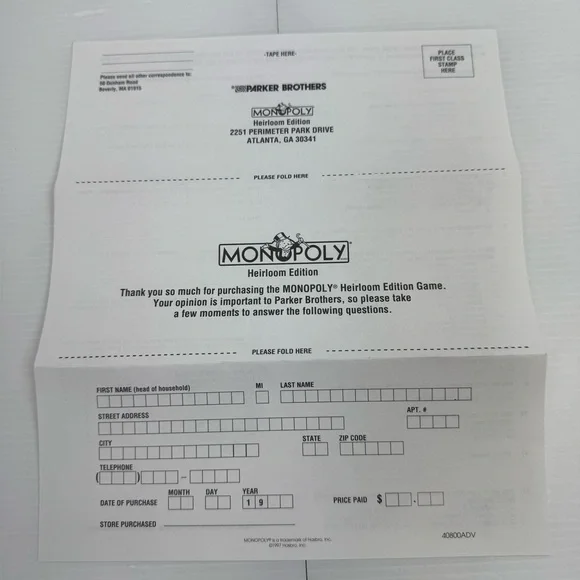 -TAPE HERE-
PLACE
FIRST CLASS
STAMP
HERE
Please send all other correspondence to:
Beverly, MA 01915
PARKER BROTHERS
MONOPOLY
Heirloom Edition
2251 PERIMETER PARK DRIVE
ATLANTA, GA 30341
PLEASE FOLD HERE
MONOPOLY®
Heirloom Edition
Thank you so much for purchasing the MONOPOLY® Heirloom Edition Game.
Your opinion is important to Parker Brothers, so please take
a few moments to answer the following questions.
PLEASE FOLD HERE
FIRST NAME (head of household) MI LAST NAME
STREET ADDRESS APT. #
CITY STATE ZIP CODE
TELEPHONE
( ) –
MONTH DAY YEAR
DATE OF PURCHASE 1 9 PRICE PAID $ .
STORE PURCHASED
MONOPOLY® is a trademark of Hasbro, Inc.
©1997 Hasbro, Inc.
40800ADV